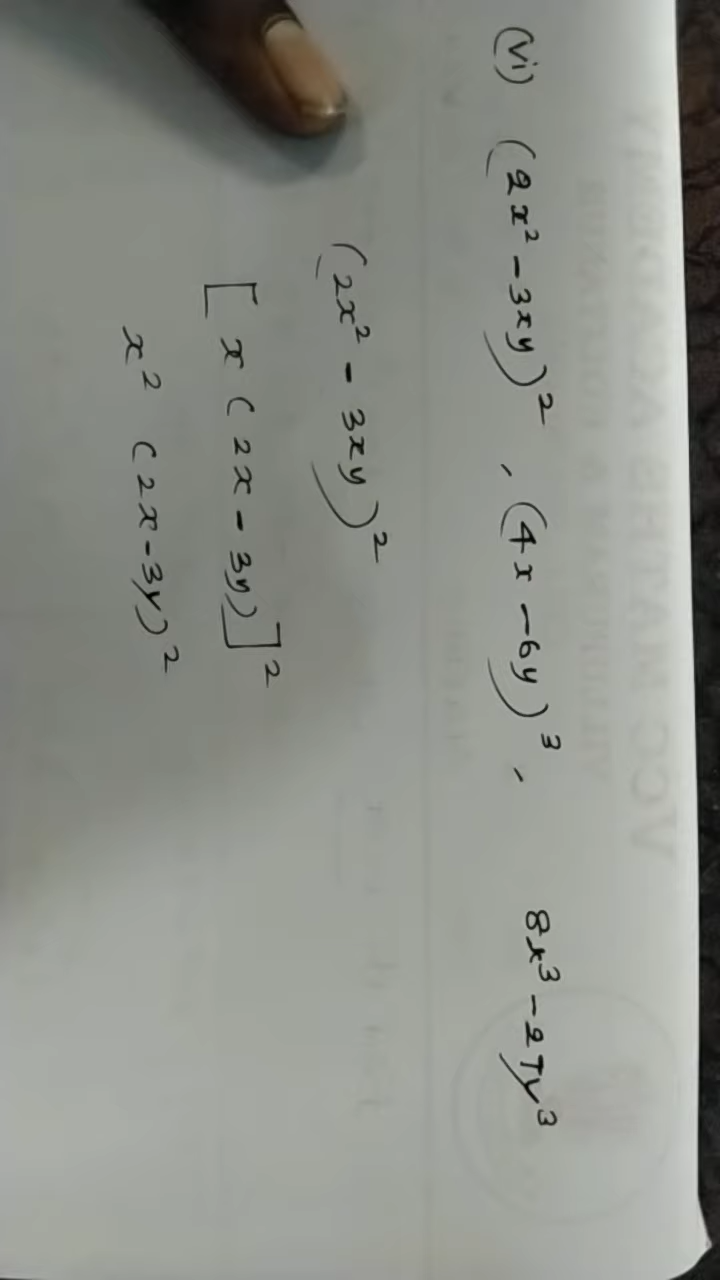 (vi) (2x² - 3xy)² , (4x - 6y)³ , 8x³ - 27y³
(2x² - 3xy)²
[x (2x - 3y)]²
x² (2x - 3y)²